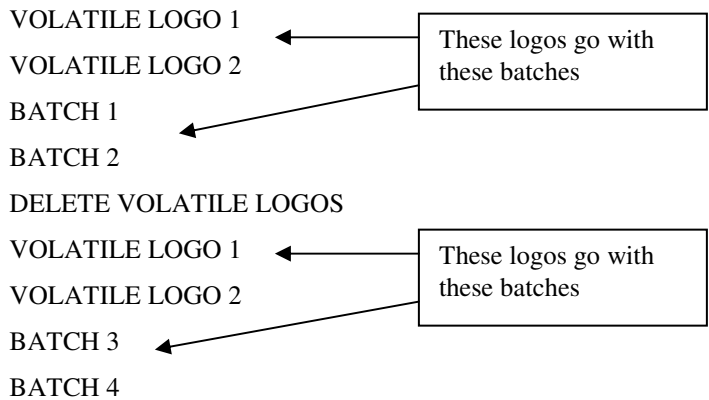 VOLATILE LOGO 1
VOLATILE LOGO 2
BATCH 1
BATCH 2
DELETE VOLATILE LOGOS
VOLATILE LOGO 1
VOLATILE LOGO 2
BATCH 3
BATCH 4
These logos go with
these batches
These logos go with
these batches